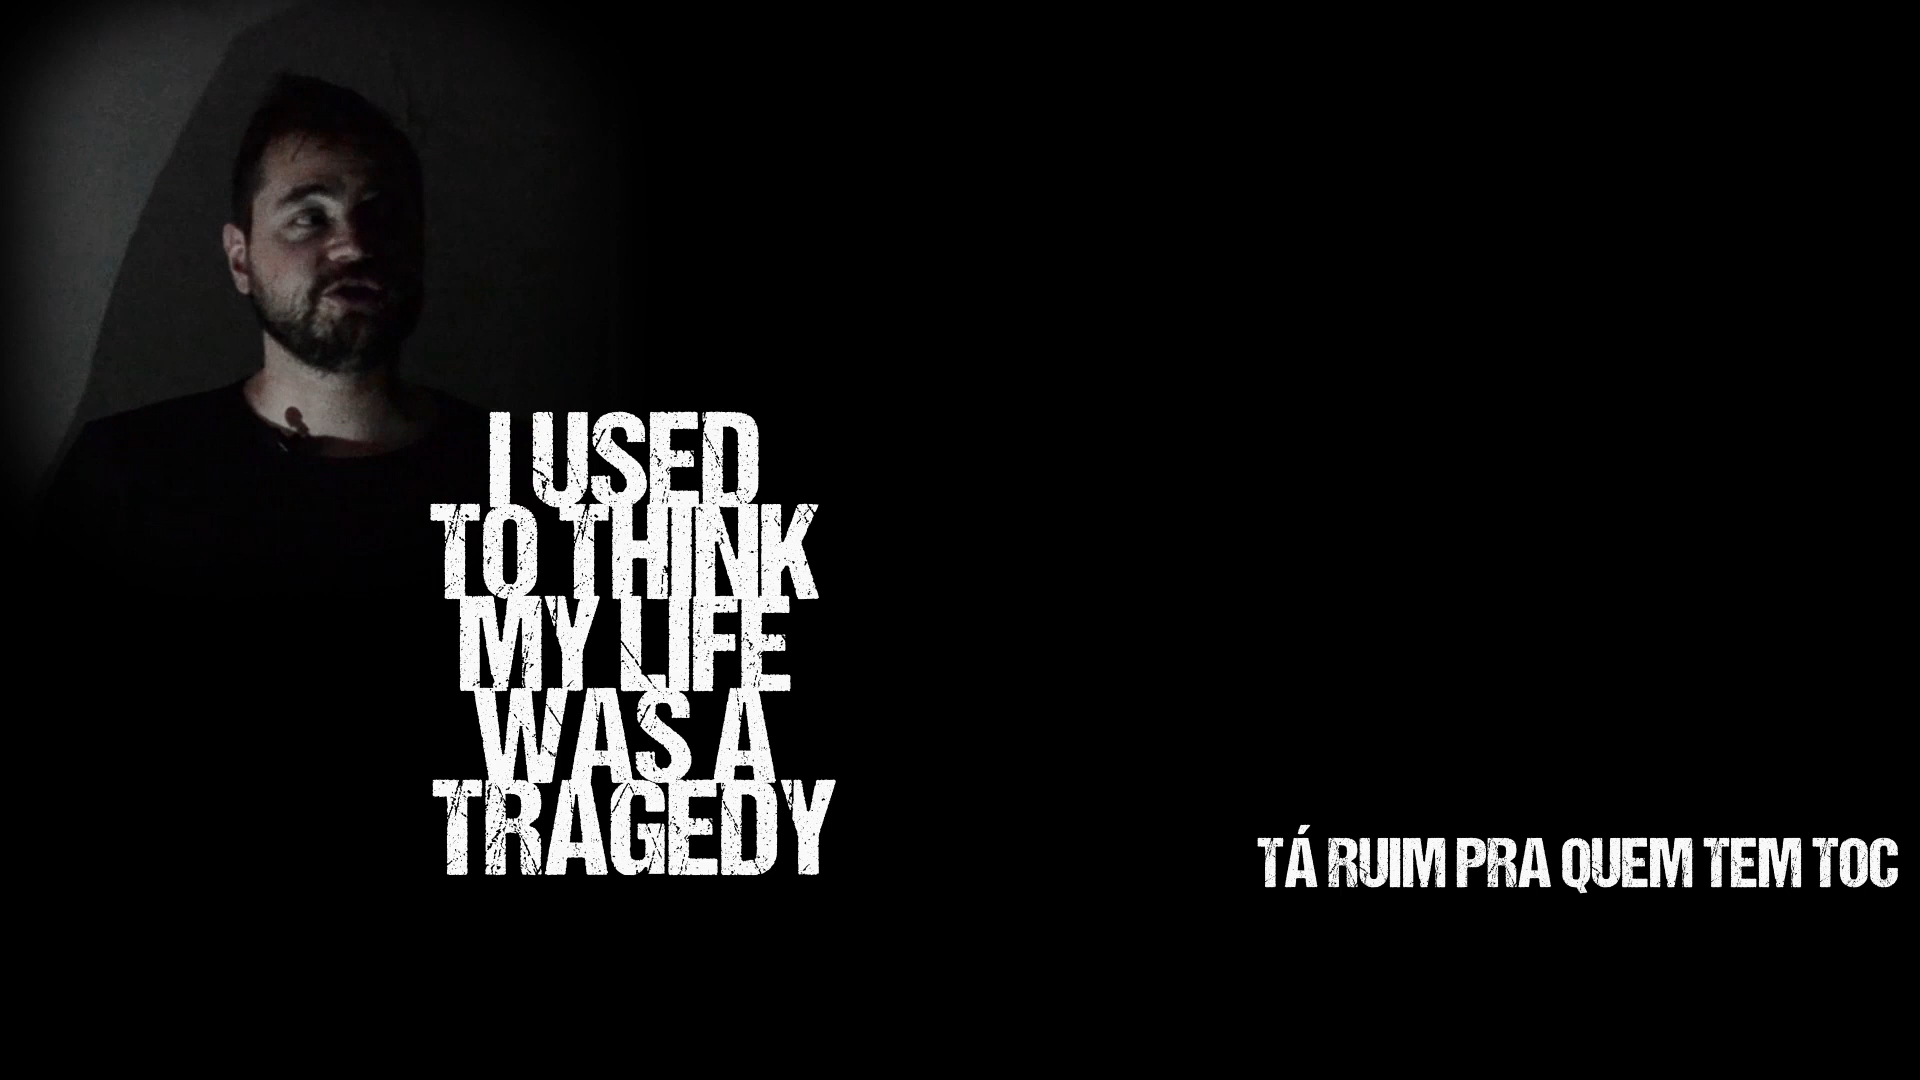 I USED
TO THINK
MY LIFE
WAS A
TRAGEDY
TÁ RUIM PRA QUEM TEM TOC